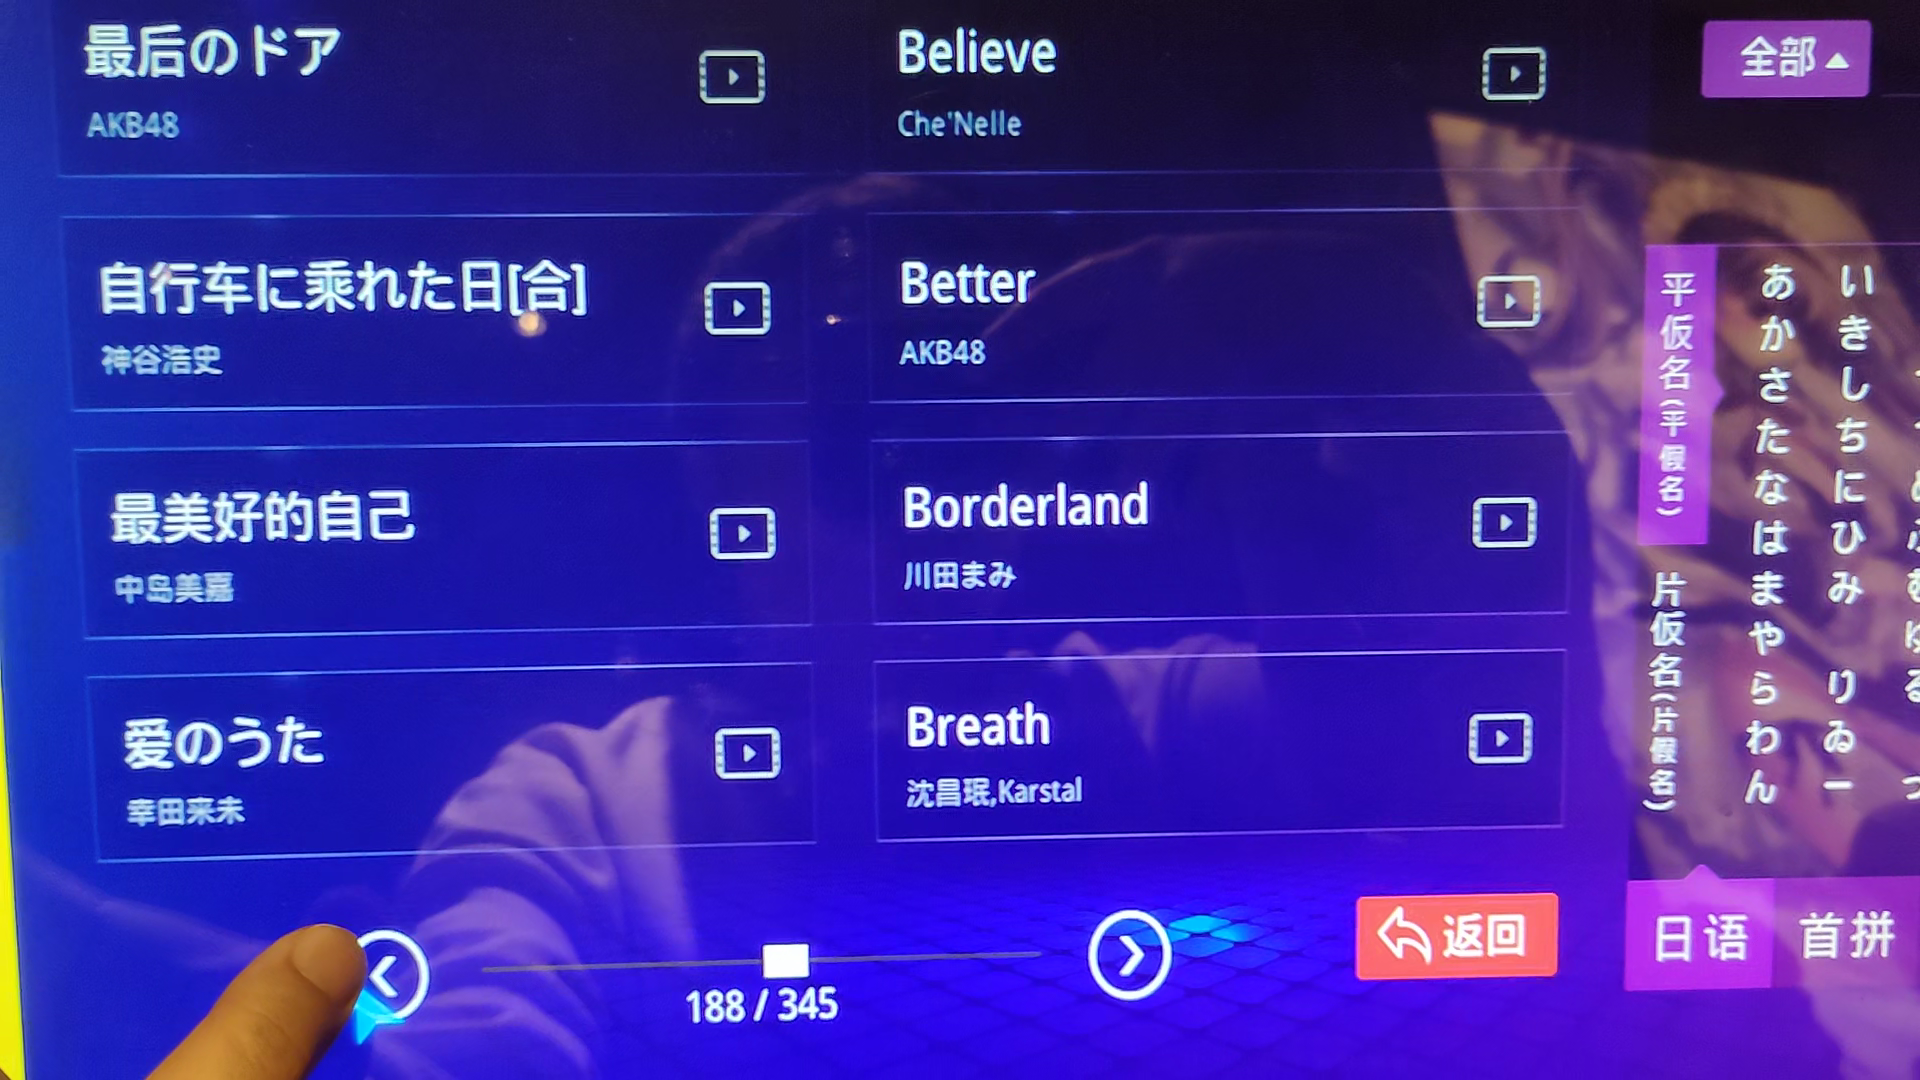 最后のドア
AKB48
Believe
Che'Nelle
全部
自行车に乘れた日[合]
神谷浩史
Better
AKB48
最美好的自己
中岛美嘉
Borderland
川田まみ
爱のうた
幸田来未
Breath
沈昌珉,Karstal
188 / 345
返回
平仮名(平假名)
片仮名(片假名)
あかさたなはまやらわん
いきしちにひみ りゐー
日语
首拼